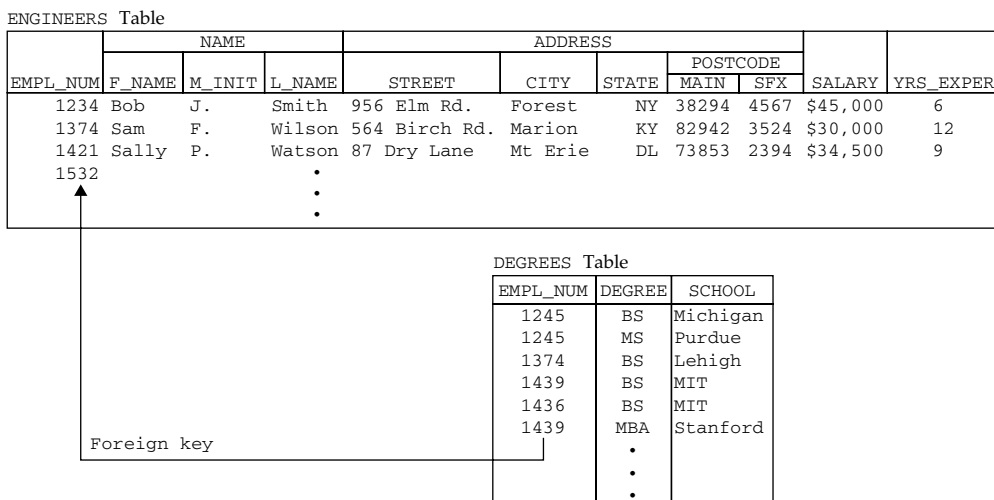 ENGINEERS Table
NAME ADDRESS
POSTCODE
EMPL_NUM F_NAME M_INIT L_NAME STREET CITY STATE MAIN SFX SALARY YRS_EXPER
1234 Bob J. Smith 956 Elm Rd. Forest NY 38294 4567 $45,000 6
1374 Sam F. Wilson 564 Birch Rd. Marion KY 82942 3524 $30,000 12
1421 Sally P. Watson 87 Dry Lane Mt Erie DL 73853 2394 $34,500 9
1532
DEGREES Table
EMPL_NUM DEGREE SCHOOL
1245 BS Michigan
1245 MS Purdue
1374 BS Lehigh
1439 BS MIT
1436 BS MIT
1439 MBA Stanford
Foreign key